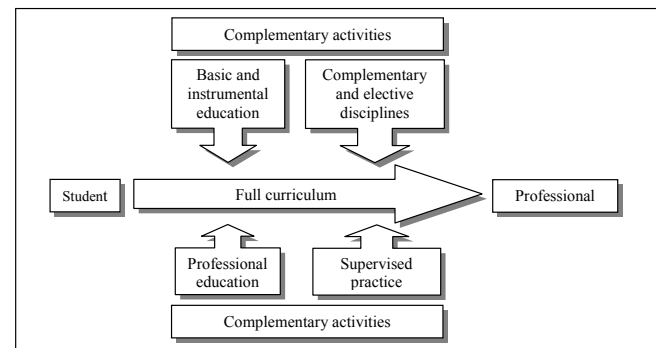 Complementary activities
Basic and
instrumental
education
Complementary
and elective
disciplines
Student
Full curriculum
Professional
Professional
education
Supervised
practice
Complementary activities